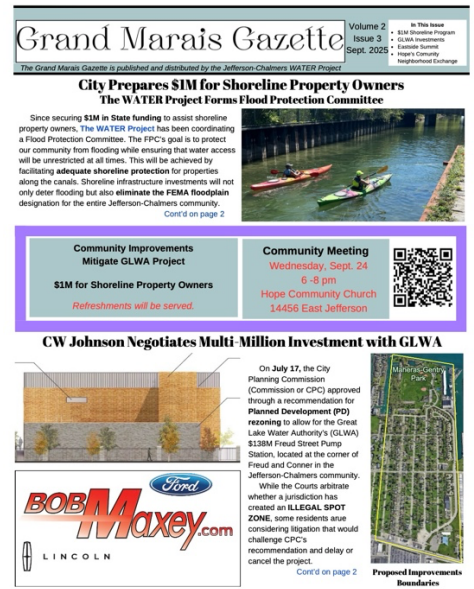 Grand Marais Gazette
Volume 2
Issue 3
Sept. 2025
In This Issue
$1M Shoreline Program
GLWA Investments
Eastside Summit
Hope's Comunity
Neighborhood Exchange
The Grand Marais Gazette is published and distributed by the Jefferson-Chalmers WATER Project
City Prepares $1M for Shoreline Property Owners
The WATER Project Forms Flood Protection Committee
Since securing $1M in State funding to assist shoreline
property owners, The WATER Project has been coordinating
a Flood Protection Committee. The FPC's goal is to protect
our community from flooding while ensuring that water access
will be unrestricted at all times. This will be achieved by
facilitating adequate shoreline protection for properties
along the canals. Shoreline infrastructure investments will not
only deter flooding but also eliminate the FEMA floodplain
designation for the entire Jefferson-Chalmers community.
Cont'd on page 2
Community Improvements
Mitigate GLWA Project
$1M for Shoreline Property Owners
Refreshments will be served.
Community Meeting
Wednesday, Sept. 24
6 -8 pm
Hope Community Church
14456 East Jefferson
CW Johnson Negotiates Multi-Million Investment with GLWA
On July 17, the City
Planning Commission
(Commission or CPC) approved
through a recommendation for
Planned Development (PD)
rezoning to allow for the Great
Lake Water Authority's (GLWA)
$138M Freud Street Pump
Station, located at the corner of
Freud and Conner in the
Jefferson-Chalmers community.
While the Courts arbitrate
whether a jurisdiction has
created an ILLEGAL SPOT
ZONE, some residents arue
considering litigation that would
challenge CPC's
recommendation and delay or
cancel the project.
Cont'd on page 2
Ford
BOB
Maxey.com
LINCOLN
Maheras-Gentry
Park
Proposed Improvements
Boundaries